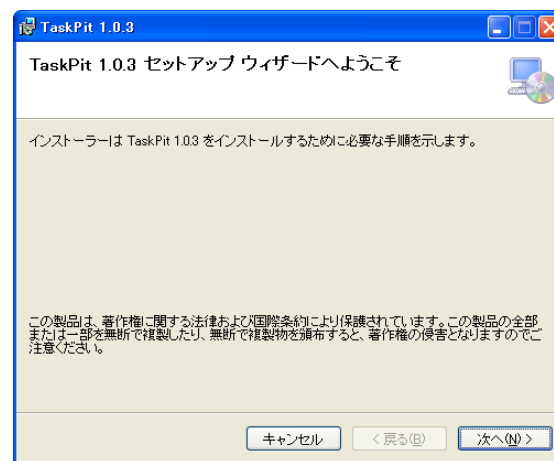 TaskPit 1.0.3
TaskPit 1.0.3 セットアップ ウィザードへようこそ
インストーラーは TaskPit 1.0.3 をインストールするために必要な手順を示します。
この製品は、著作権に関する法律および国際条約により保護されています。この製品の全部
または一部を無断で複製したり、無断で複製物を頒布すると、著作権の侵害となりますのでご
注意ください。
キャンセル
< 戻る(B)
次へ(N) >